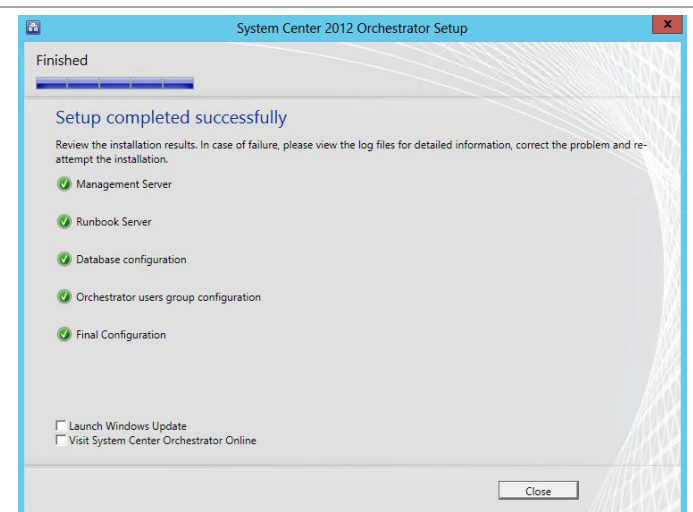 System Center 2012 Orchestrator Setup
x
Finished
Setup completed successfully
Review the installation results. In case of failure, please view the log files for detailed information, correct the problem and re-
attempt the installation.
Management Server
Runbook Server
Database configuration
Orchestrator users group configuration
Final Configuration
Launch Windows Update
Visit System Center Orchestrator Online
Close